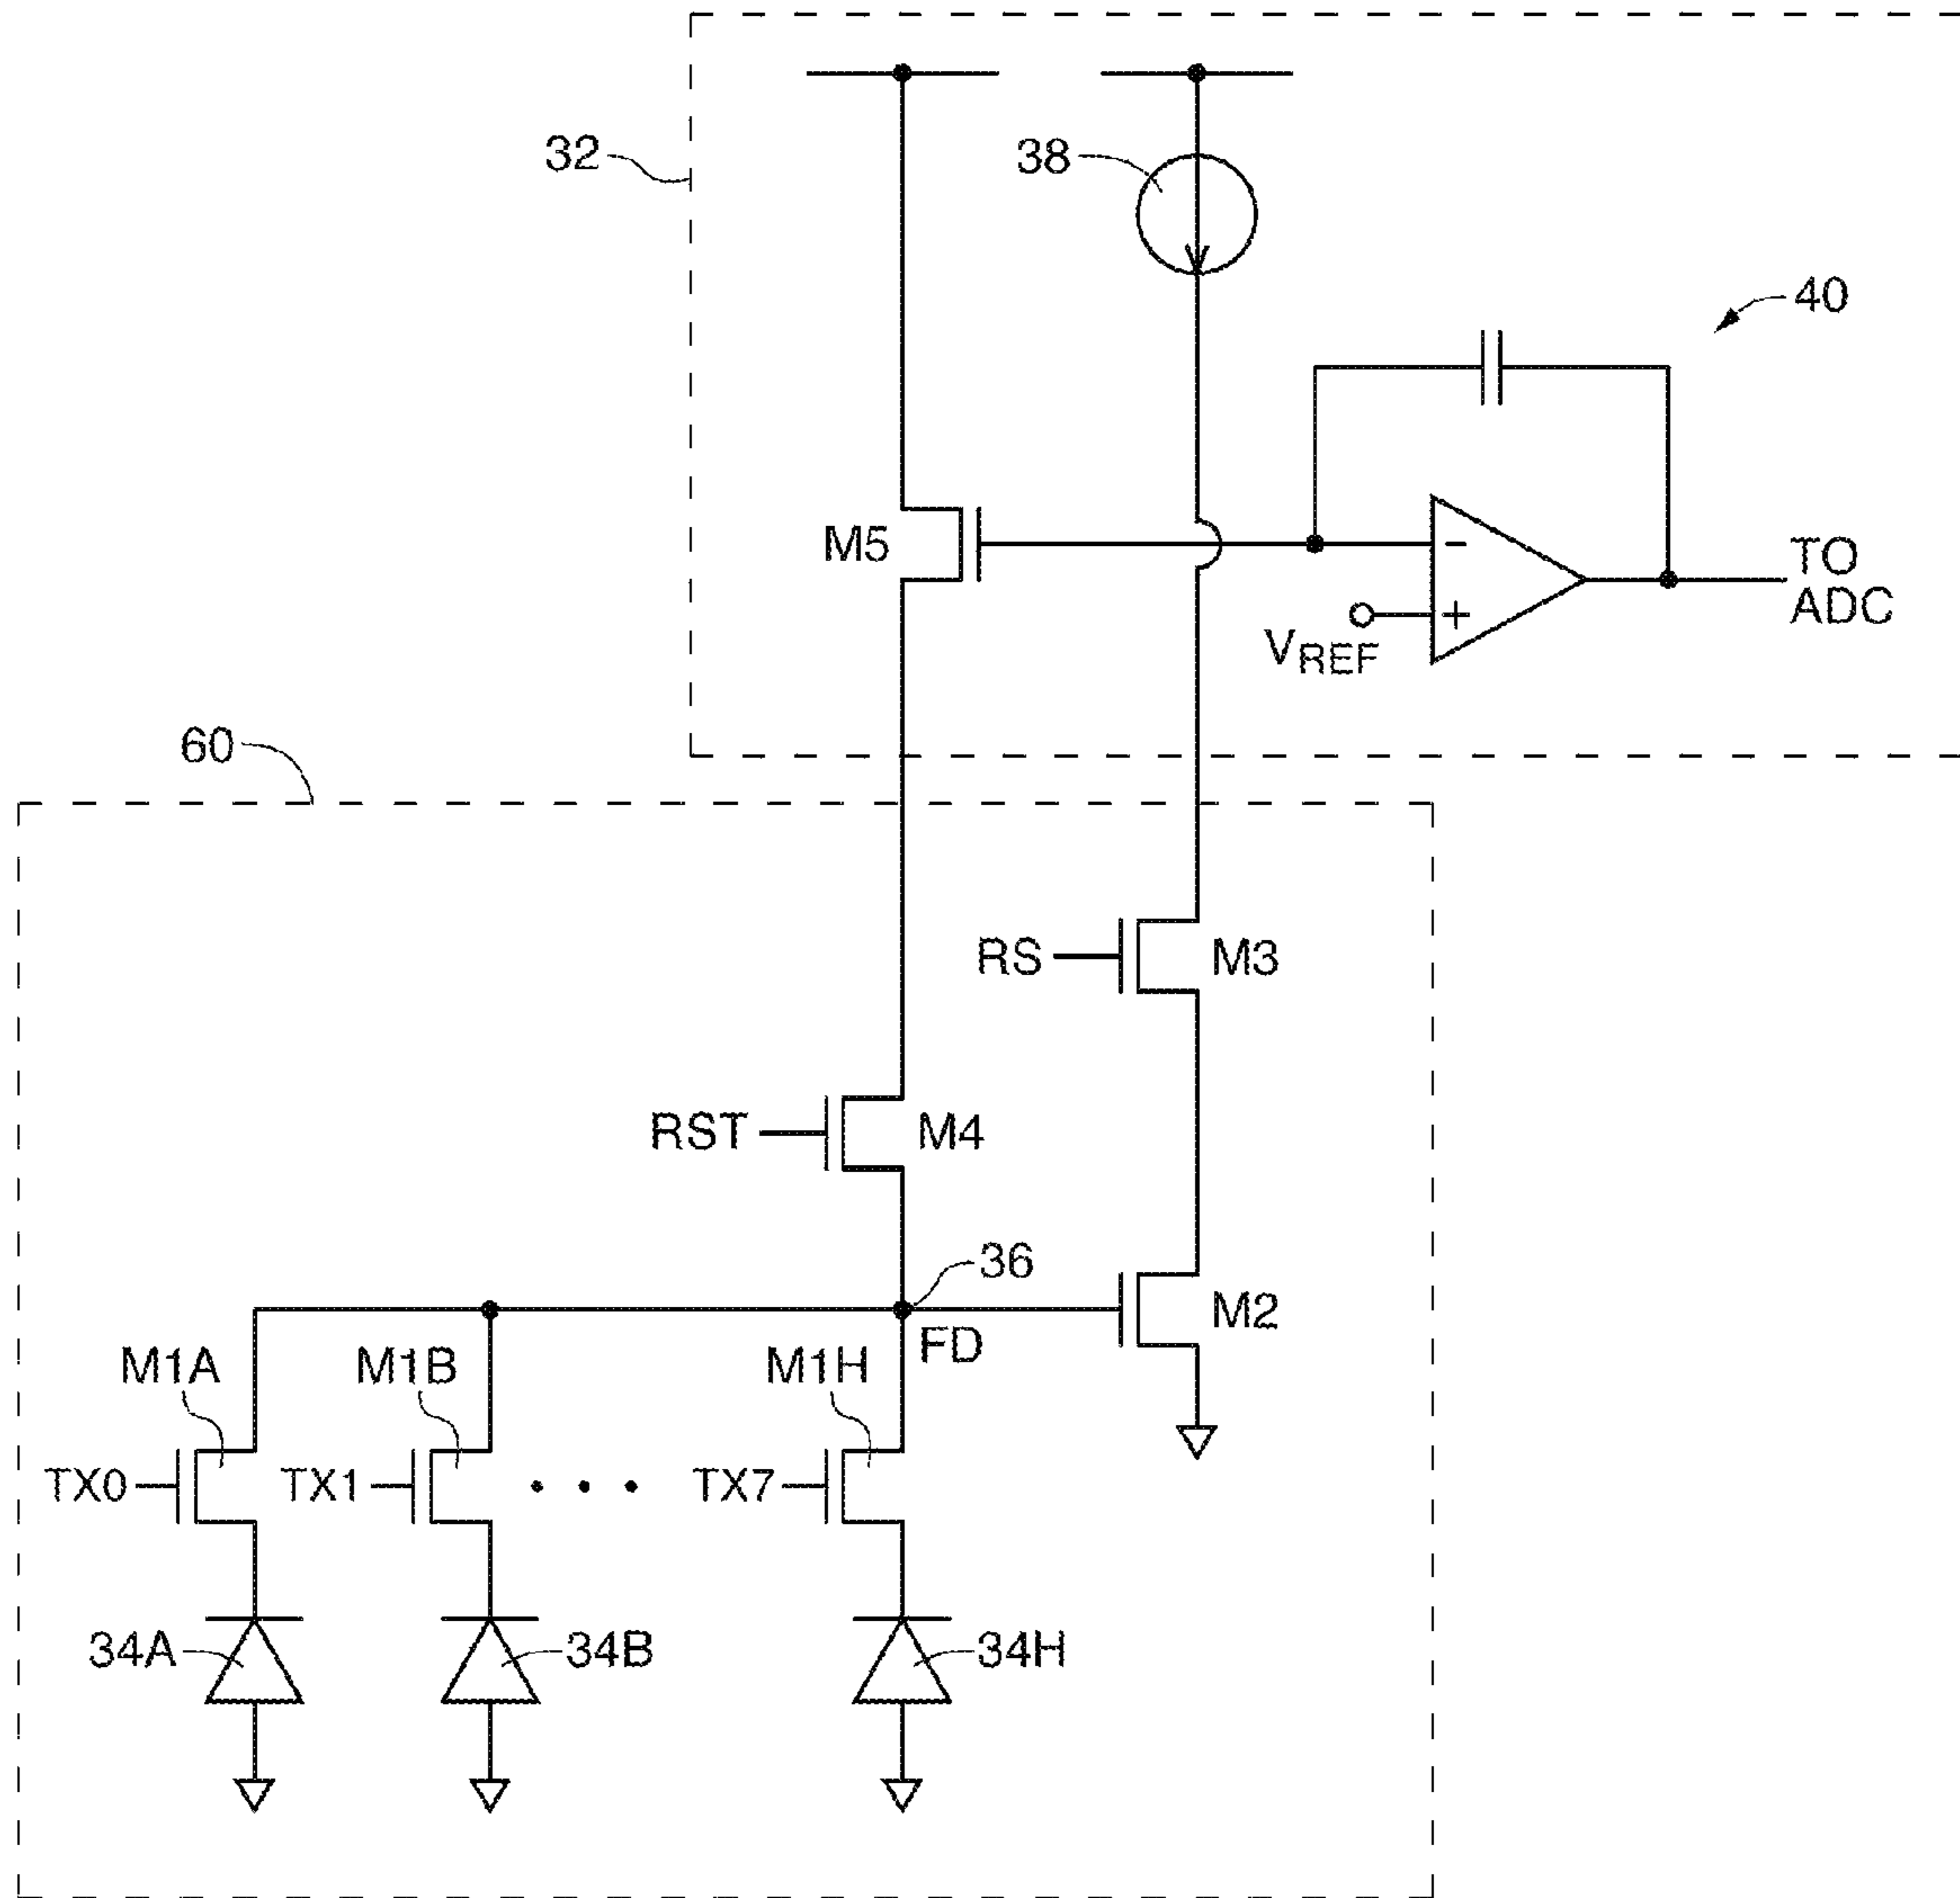 32
38
40
M5
-
TO
ADC
+
VREF
60
RS
M3
RST
M4
36
FD
M2
M1A
M1B
M1H
TX0
TX1
• • •
TX7
34A
34B
34H